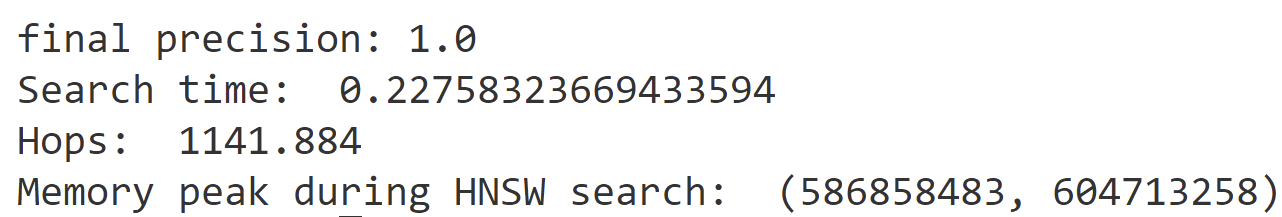 final precision: 1.0
Search time:  0.22758323669433594
Hops:  1141.884
Memory peak during HNSW search:  (586858483, 604713258)